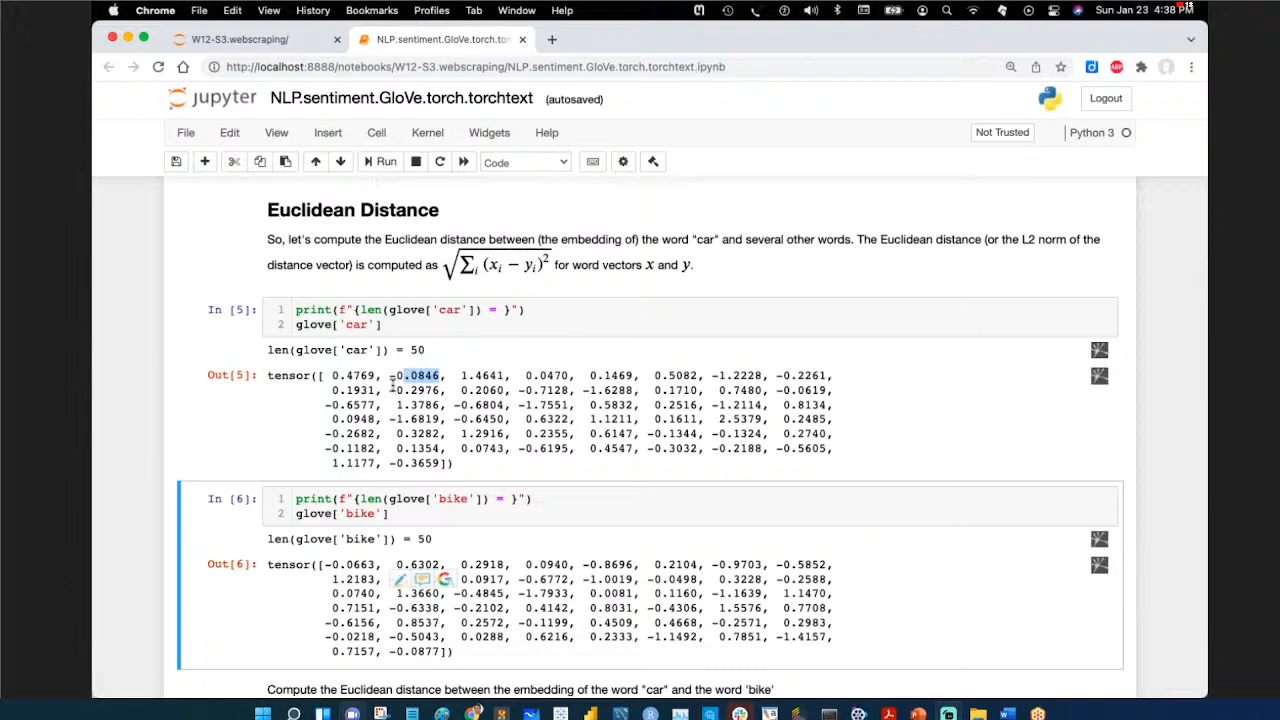 Chrome File Edit View History Bookmarks Profiles Tab Window Help Sun Jan 23 4:38 PM
W12-S3.webscraping/ NLP.sentiment.GloVe.torch.tor
http://localhost:8888/notebooks/W12-S3.webscraping/NLP.sentiment.GloVe.torch.torchtext.ipynb
jupyter NLP.sentiment.GloVe.torch.torchtext (autosaved) Logout
File Edit View Insert Cell Kernel Widgets Help Not Trusted Python 3
Run Code
Euclidean Distance
So, let's compute the Euclidean distance between (the embedding of) the word "car" and several other words. The Euclidean distance (or the L2 norm of the
distance vector) is computed as √∑i (xi − yi)2 for word vectors x and y.
In [5]: 1 print(f"{len(glove['car']) = }")
2 glove['car']
len(glove['car']) = 50
Out[5]: tensor([ 0.4769, -0.0846, 1.4641, 0.0470, 0.1469, 0.5082, -1.2228, -0.2261,
0.1931, 0.2976, 0.2060, -0.7128, -1.6288, 0.1710, 0.7480, -0.0619,
-0.6577, 1.3786, -0.6804, -1.7551, 0.5832, 0.2516, -1.2114, 0.8134,
0.0948, -1.6819, -0.6450, 0.6322, 1.1211, 0.1611, 2.5379, 0.2485,
-0.2682, 0.3282, 1.2916, 0.2355, 0.6147, -0.1344, -0.1324, 0.2740,
-0.1182, 0.1354, 0.0743, -0.6195, 0.4547, -0.3032, -0.2188, -0.5605,
1.1177, -0.3659])
In [6]: 1 print(f"{len(glove['bike']) = }")
2 glove['bike']
len(glove['bike']) = 50
Out[6]: tensor([-0.0663, 0.6302, 0.2918, 0.0940, -0.8696, 0.2104, -0.9703, -0.5852,
1.2183, 0.0917, -0.6772, -1.0019, -0.0498, 0.3228, -0.2588,
0.0740, 1.3660, -0.4845, -1.7933, 0.0081, 0.1160, -1.1639, 1.1470,
0.7151, -0.6338, -0.2102, 0.4142, 0.8031, -0.4306, 1.5576, 0.7708,
-0.6156, 0.8537, 0.2572, -0.1199, 0.4509, 0.4668, -0.2571, 0.2983,
-0.0218, -0.5043, 0.0288, 0.6216, 0.2333, -1.1492, 0.7851, -1.4157,
0.7157, -0.0877])
Compute the Euclidean distance between the embedding of the word "car" and the word 'bike'